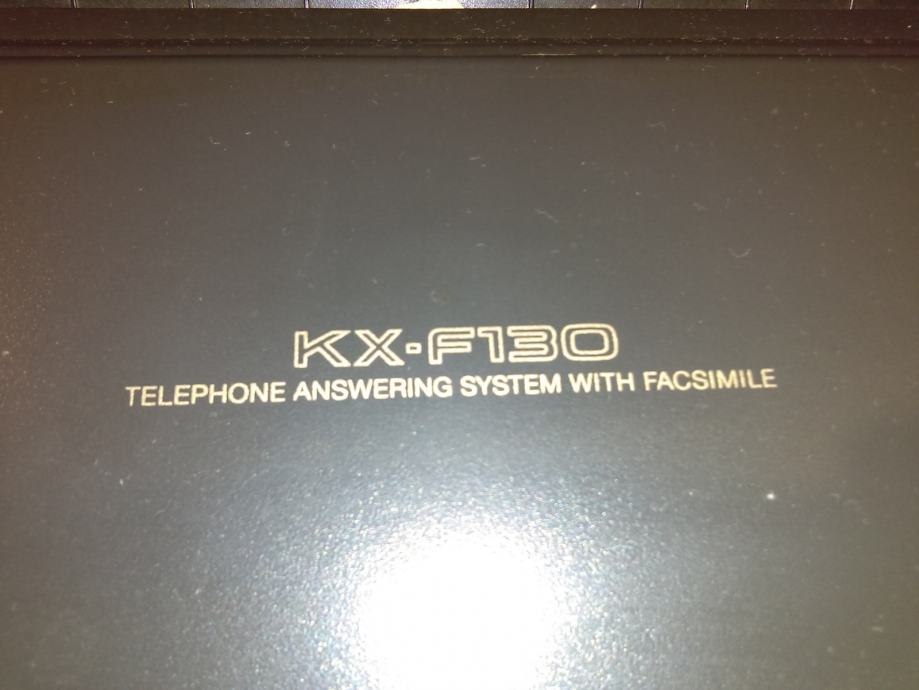 KX-F130
TELEPHONE ANSWERING SYSTEM WITH FACSIMILE